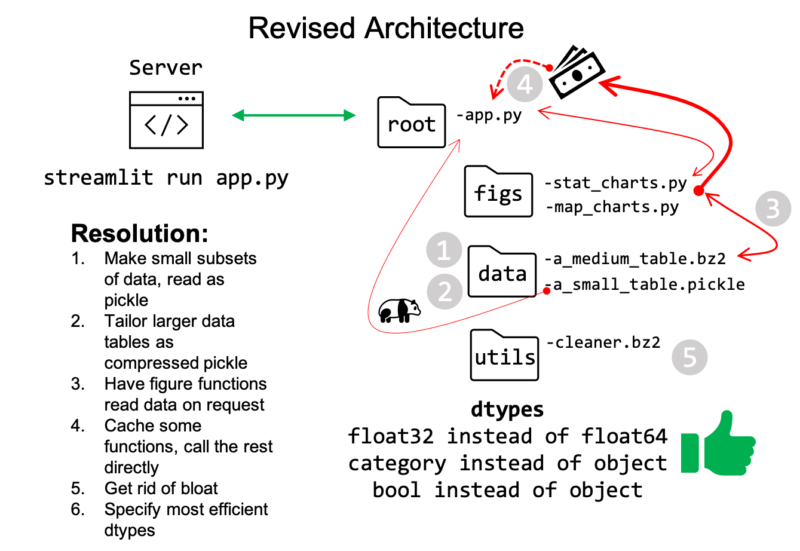 Revised Architecture
Server
</>
streamlit run app.py
root
-app.py
4
figs
-stat_charts.py
-map_charts.py
3
1
2
data
-a_medium_table.bz2
-a_small_table.pickle
utils
-cleaner.bz2
5
Resolution:
1. Make small subsets
of data, read as
pickle
2. Tailor larger data
tables as
compressed pickle
3. Have figure functions
read data on request
4. Cache some
functions, call the rest
directly
5. Get rid of bloat
6. Specify most efficient
dtypes
dtypes
float32 instead of float64
category instead of object
bool instead of object